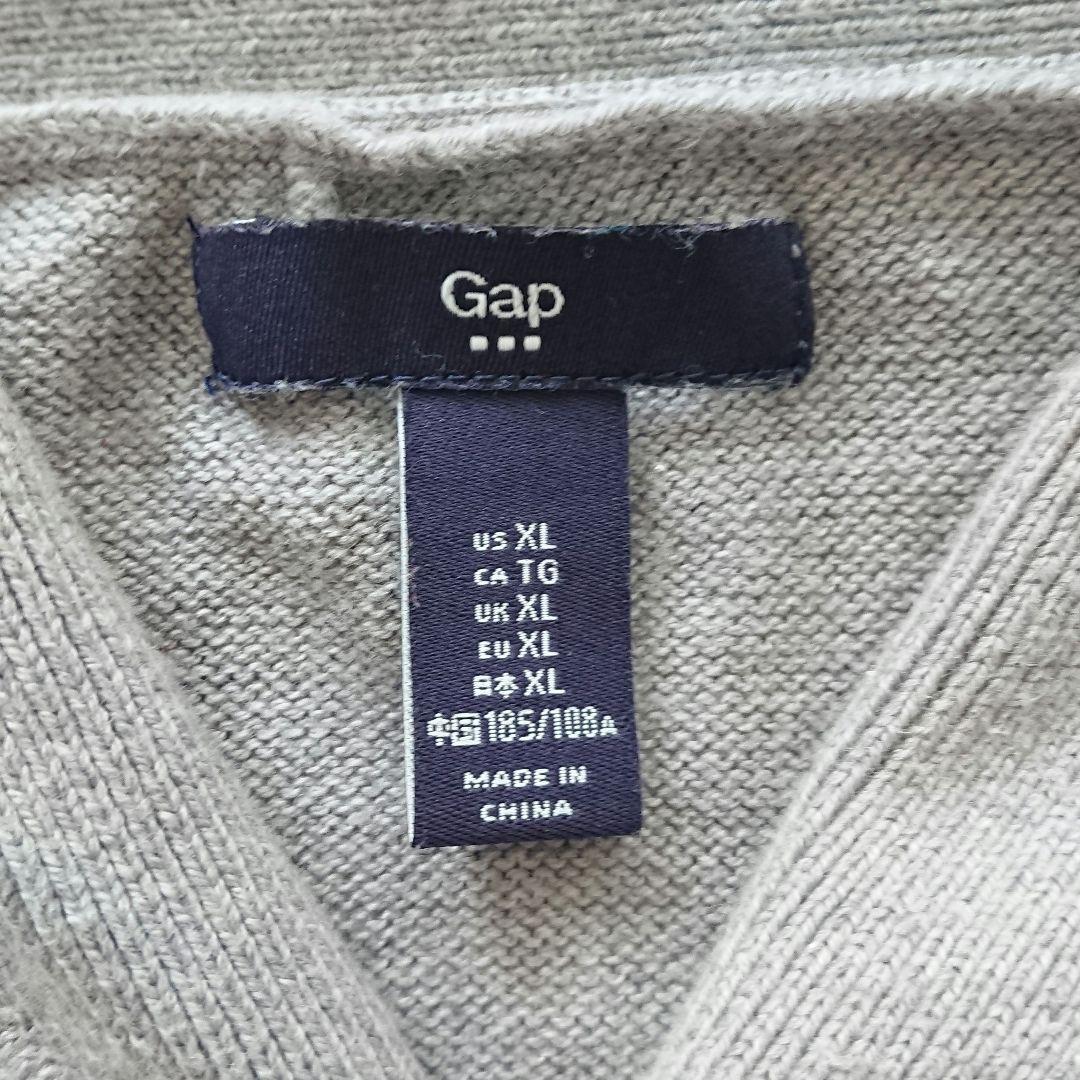 Gap
US XL
CA TG
UK XL
EU XL
日本 XL
中国 185/108A
MADE IN
CHINA